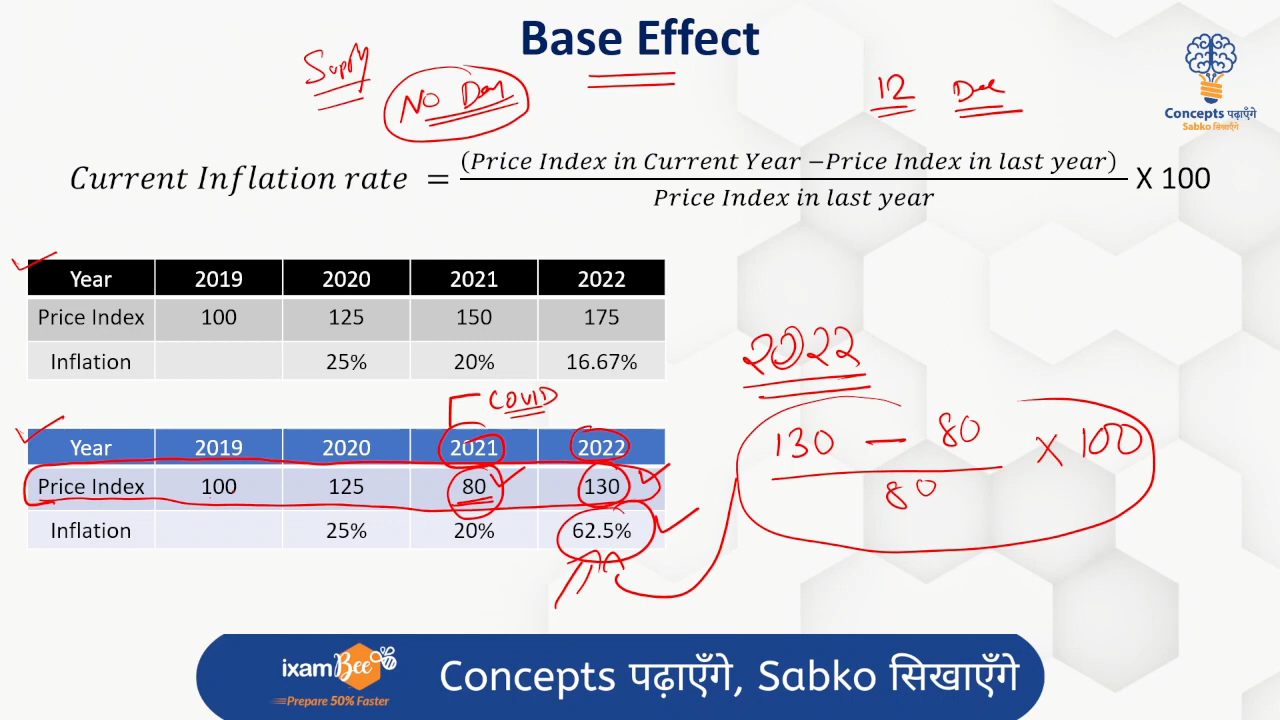 Base Effect
Supply
NO Dem
12 Dec
Concepts पढ़ाएँगे
Sabko सिखाएँगे
Current Inflation rate = (Price Index in Current Year −Price Index in last year) / Price Index in last year X 100
Year 2019 2020 2021 2022
Price Index 100 125 150 175
Inflation 25% 20% 16.67%
2022
COVID
Year 2019 2020 2021 2022
Price Index 100 125 80 130
Inflation 25% 20% 62.5%
130 — 80 X 100
80
ixamBee
Prepare 50% Faster
Concepts पढ़ाएँगे, Sabko सिखाएँगे